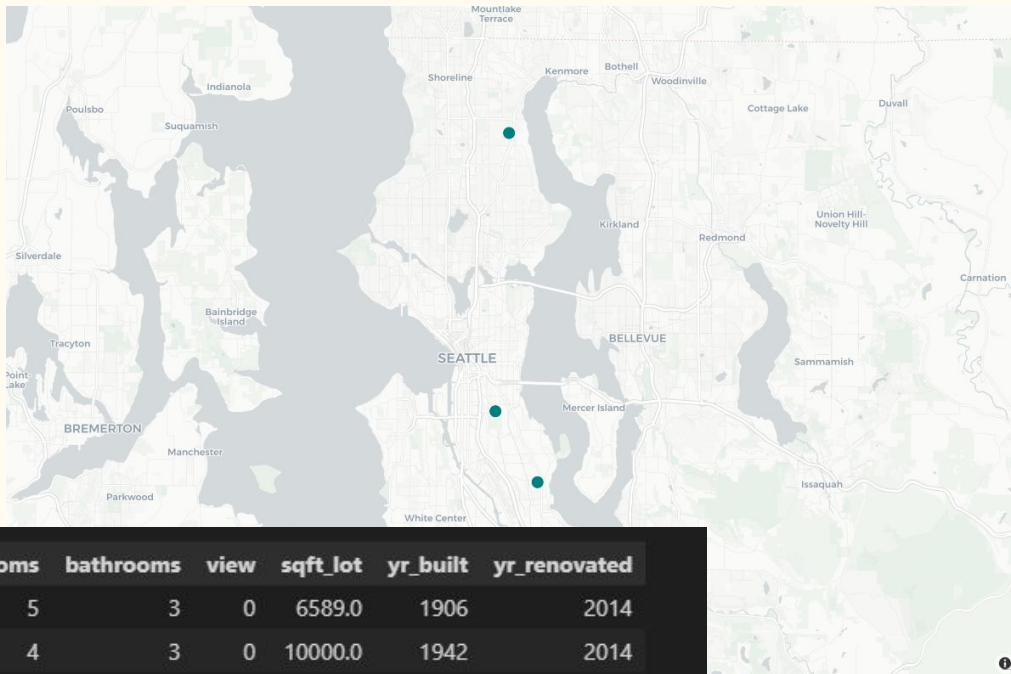 Mountlake
Terrace
Shoreline
Kenmore
Bothell
Woodinville
Indianola
Poulsbo
Suquamish
Cottage Lake
Duvall
Kirkland
Redmond
Union Hill-
Novelty Hill
Silverdale
Carnation
Bainbridge
Island
Tracyton
SEATTLE
BELLEVUE
Sammamish
Point
Lake
Mercer Island
BREMERTON
Manchester
Issaquah
Parkwood
White Center
oms bathrooms view sqft_lot yr_built yr_renovated
5 3 0 6589.0 1906 2014
4 3 0 10000.0 1942 2014